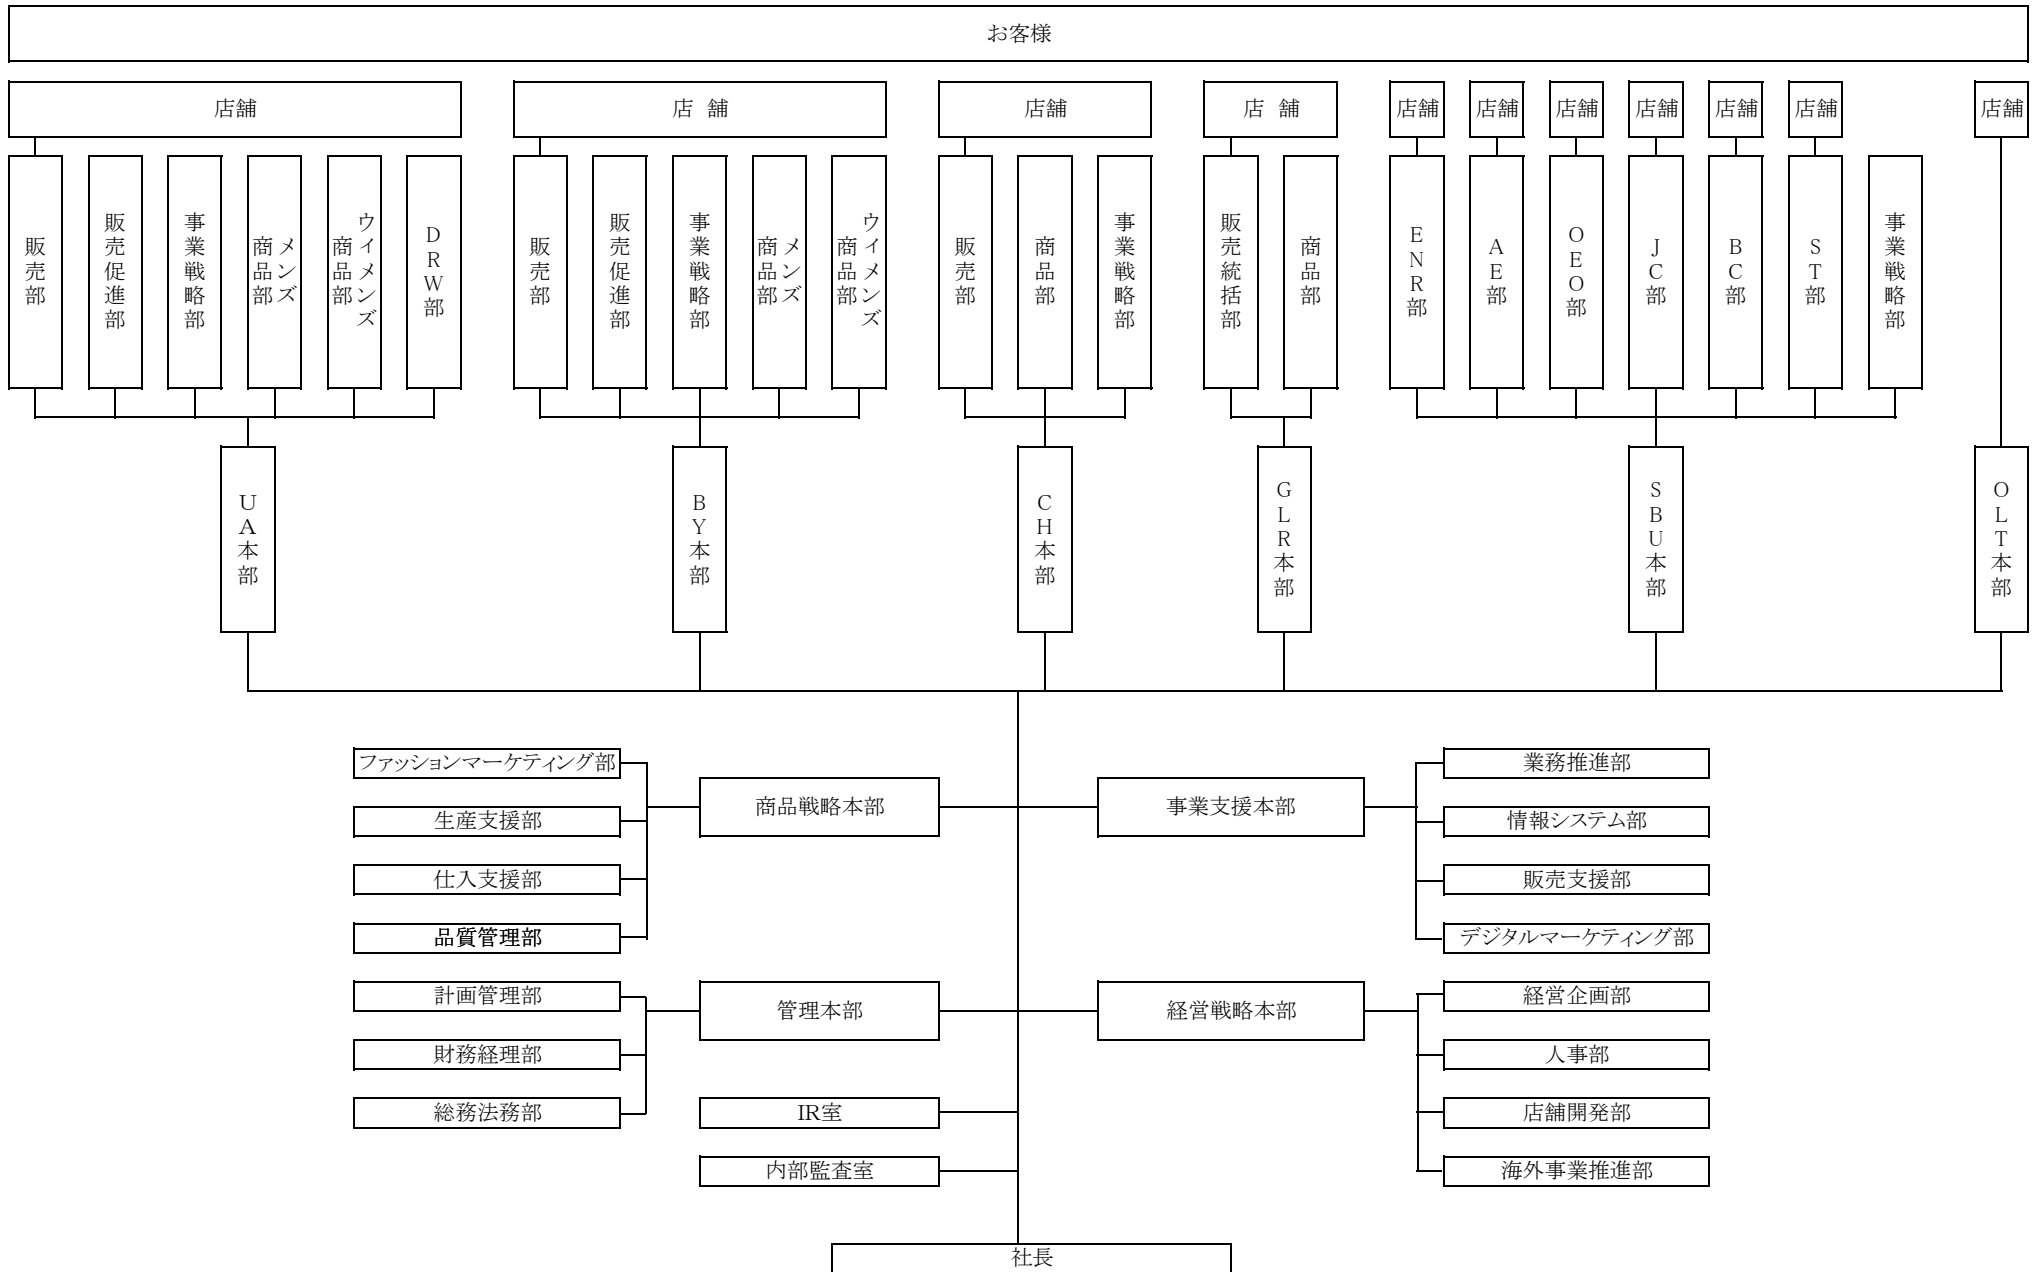 お客様
店舗
店 舗
店舗
店 舗
店舗
店舗
店舗
店舗
店舗
店舗
店舗
販売部
販売促進部
事業戦略部
メンズ
商品部
ウイメンズ
商品部
DRW部
販売部
販売促進部
事業戦略部
メンズ
商品部
ウイメンズ
商品部
販売部
商品部
事業戦略部
販売統括部
商品部
ENR部
AE部
OEO部
JC部
BC部
ST部
事業戦略部
UA本部
BY本部
CH本部
GLR本部
SBU本部
OLT本部
ファッションマーケティング部
生産支援部
仕入支援部
品質管理部
商品戦略本部
事業支援本部
業務推進部
情報システム部
販売支援部
デジタルマーケティング部
計画管理部
財務経理部
総務法務部
管理本部
経営戦略本部
経営企画部
人事部
店舗開発部
海外事業推進部
IR室
内部監査室
社長